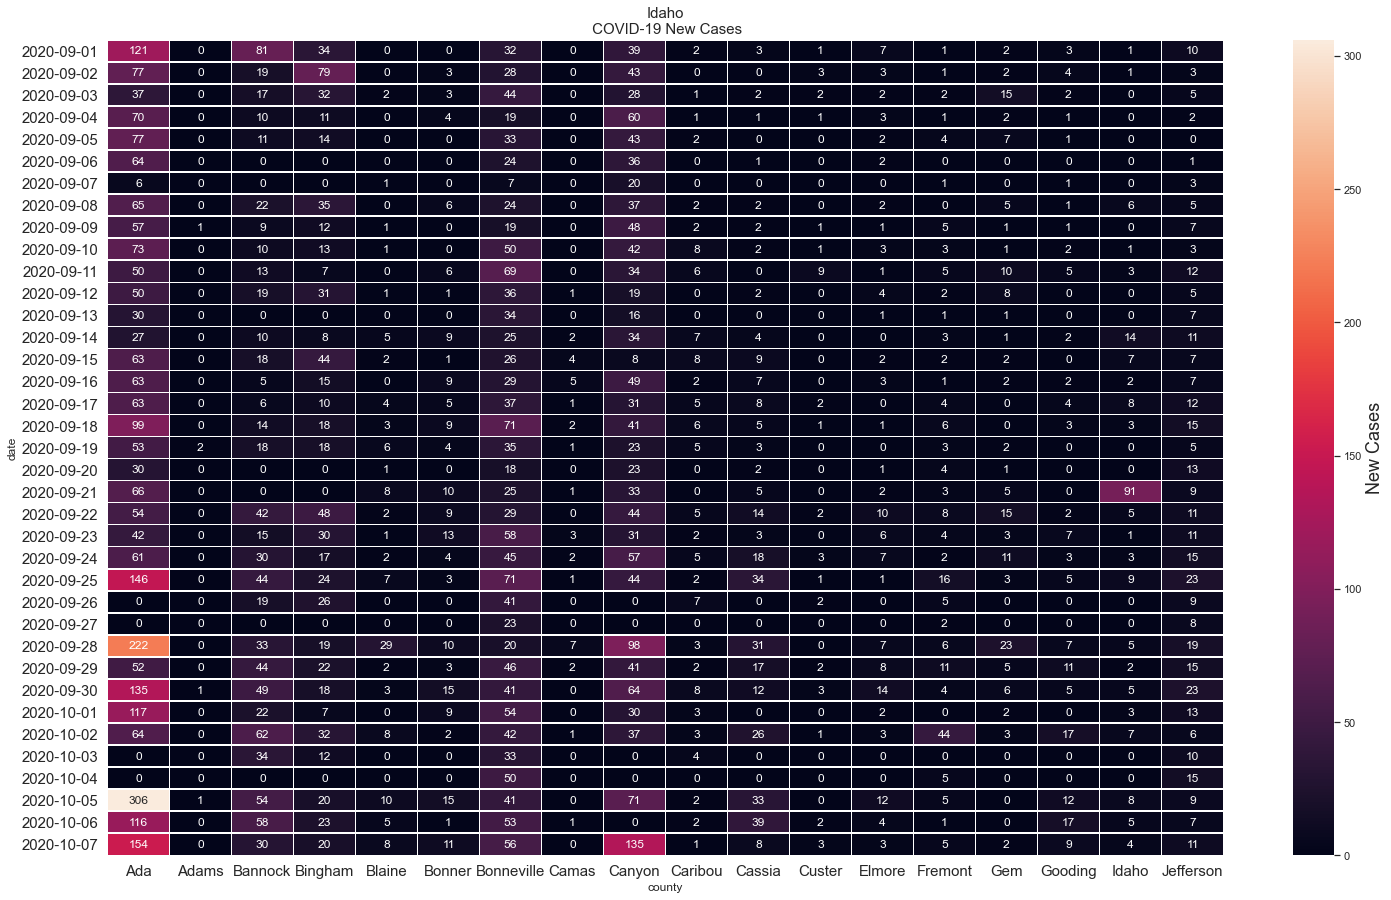 Idaho
COVID-19 New Cases
2020-09-01 121 0 81 34 0 0 32 0 39 2 3 1 7 1 2 3 1 10
2020-09-02 77 0 19 79 0 3 28 0 43 0 0 3 3 1 2 4 1 3
2020-09-03 37 0 17 32 2 3 44 0 28 1 2 2 2 2 15 2 0 5
2020-09-04 70 0 10 11 0 4 19 0 60 1 1 1 3 1 2 1 0 2
2020-09-05 77 0 11 14 0 0 33 0 43 2 0 0 2 4 7 1 0 0
2020-09-06 64 0 0 0 0 0 24 0 36 0 1 0 2 0 0 0 0 1
2020-09-07 6 0 0 0 1 0 7 0 20 0 0 0 0 1 0 1 0 3
2020-09-08 65 0 22 35 0 6 24 0 37 2 2 0 2 0 5 1 6 5
2020-09-09 57 1 9 12 1 0 19 0 48 2 2 1 1 5 1 1 0 7
2020-09-10 73 0 10 13 1 0 50 0 42 8 2 1 3 3 1 2 1 3
2020-09-11 50 0 13 7 0 6 69 0 34 6 0 9 1 5 10 5 3 12
2020-09-12 50 0 19 31 1 1 36 1 19 0 2 0 4 2 8 0 0 5
2020-09-13 30 0 0 0 0 0 34 0 16 0 0 0 1 1 1 0 0 7
2020-09-14 27 0 10 8 5 9 25 2 34 7 4 0 0 3 1 2 14 11
2020-09-15 63 0 18 44 2 1 26 4 8 8 9 0 2 2 2 0 7 7
2020-09-16 63 0 5 15 0 9 29 5 49 2 7 0 3 1 2 2 2 7
2020-09-17 63 0 6 10 4 5 37 1 31 5 8 2 0 4 0 4 8 12
2020-09-18 99 0 14 18 3 9 71 2 41 6 5 1 1 6 0 3 3 15
2020-09-19 53 2 18 18 6 4 35 1 23 5 3 0 0 3 2 0 0 5
2020-09-20 30 0 0 0 1 0 18 0 23 0 2 0 1 4 1 0 0 13
2020-09-21 66 0 0 0 8 10 25 1 33 0 5 0 2 3 5 0 91 9
2020-09-22 54 0 42 48 2 9 29 0 44 5 14 2 10 8 15 2 5 11
2020-09-23 42 0 15 30 1 13 58 3 31 2 3 0 6 4 3 7 1 11
2020-09-24 61 0 30 17 2 4 45 2 57 5 18 3 7 2 11 3 3 15
2020-09-25 146 0 44 24 7 3 71 1 44 2 34 1 1 16 3 5 9 23
2020-09-26 0 0 19 26 0 0 41 0 0 7 0 2 0 5 0 0 0 9
2020-09-27 0 0 0 0 0 0 23 0 0 0 0 0 0 2 0 0 0 8
2020-09-28 222 0 33 19 29 10 20 7 98 3 31 0 7 6 23 7 5 19
2020-09-29 52 0 44 22 2 3 46 2 41 2 17 2 8 11 5 11 2 15
2020-09-30 135 1 49 18 3 15 41 0 64 8 12 3 14 4 6 5 5 23
2020-10-01 117 0 22 7 0 9 54 0 30 3 0 0 2 0 2 0 3 13
2020-10-02 64 0 62 32 8 2 42 1 37 3 26 1 3 44 3 17 7 6
2020-10-03 0 0 34 12 0 0 33 0 0 4 0 0 0 0 0 0 0 10
2020-10-04 0 0 0 0 0 0 50 0 0 0 0 0 0 5 0 0 0 15
2020-10-05 306 1 54 20 10 15 41 0 71 2 33 0 12 5 0 12 8 9
2020-10-06 116 0 58 23 5 1 53 1 0 2 39 2 4 1 0 17 5 7
2020-10-07 154 0 30 20 8 11 56 0 135 1 8 3 3 5 2 9 4 11
Ada Adams Bannock Bingham Blaine Bonner Bonneville Camas Canyon Caribou Cassia Custer Elmore Fremont Gem Gooding Idaho Jefferson
county
date
300
250
200
150
100
50
0
New Cases